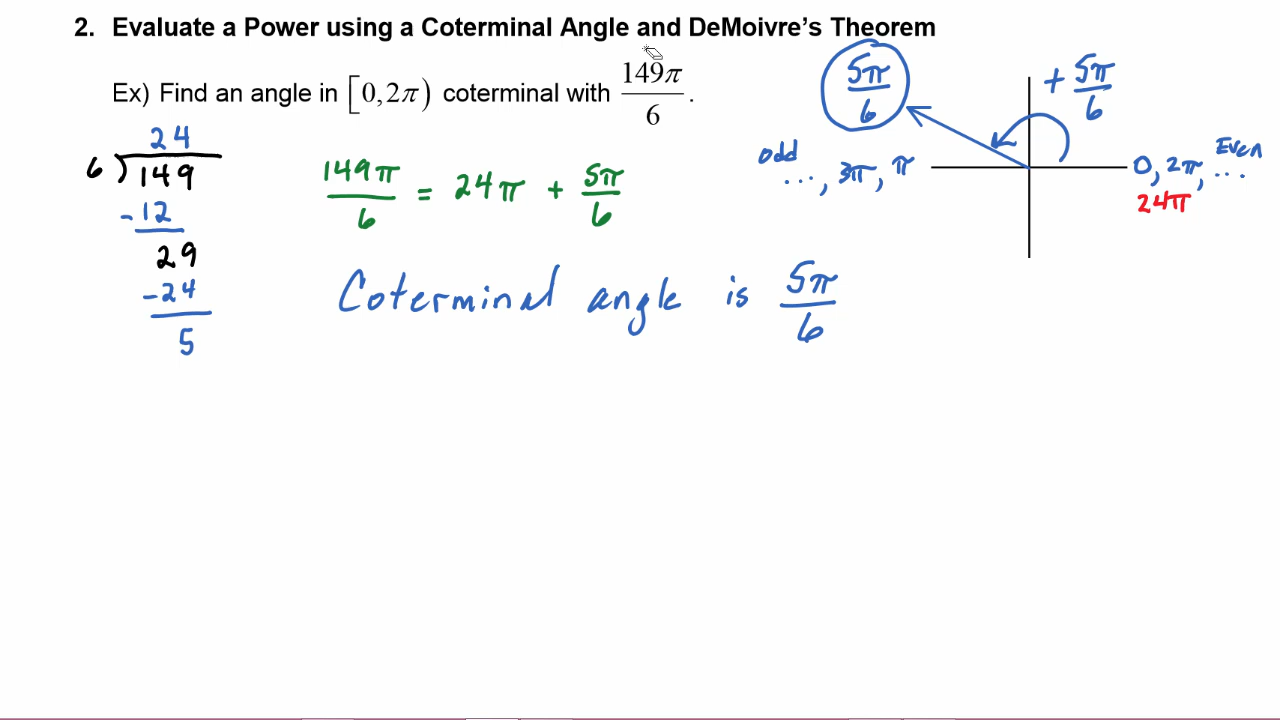 2. Evaluate a Power using a Coterminal Angle and DeMoivre's Theorem
Ex) Find an angle in [0, 2π) coterminal with 149π/6.
24
6)149
-12
29
-24
5
149π/6 = 24π + 5π/6
Coterminal angle is 5π/6
5π/6
+ 5π/6
odd
..., 3π, π
Even
0, 2π, ...
24π